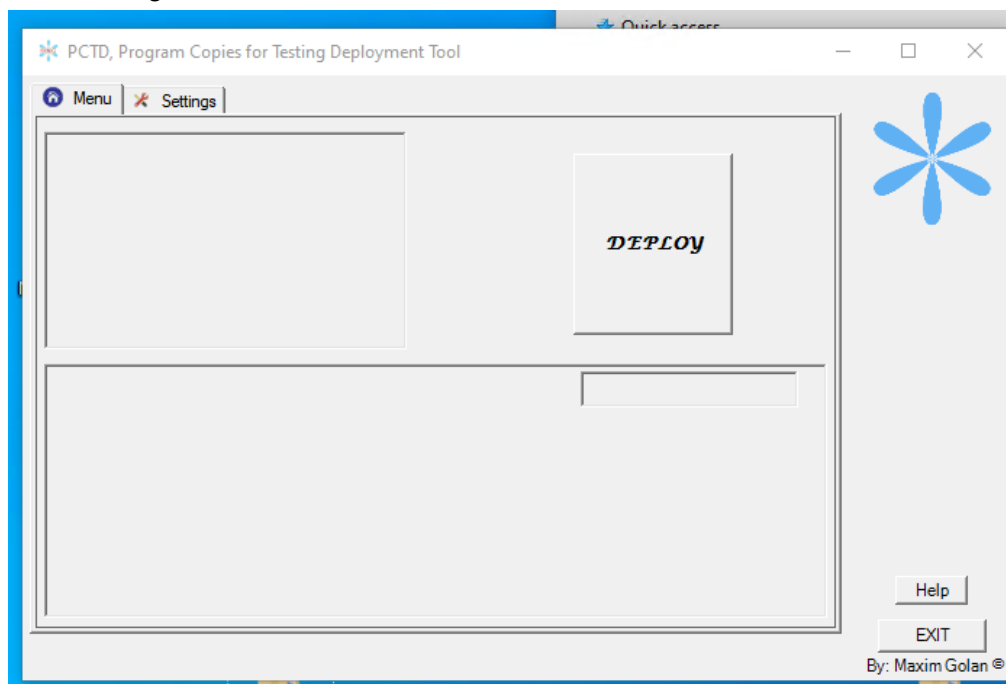 Quick access
PCTD, Program Copies for Testing Deployment Tool
Menu
Settings
DEPLOY
Help
EXIT
By: Maxim Golan ©